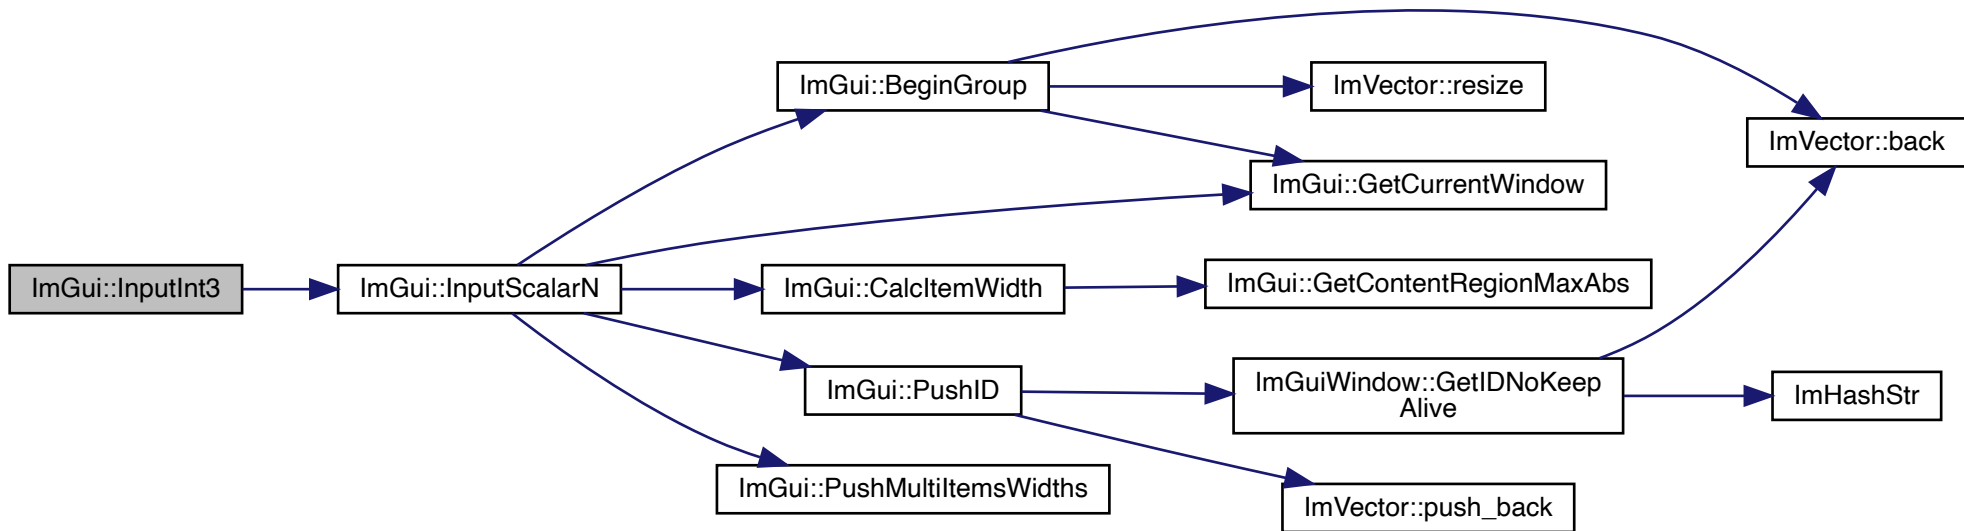 ImGui::InputInt3
ImGui::InputScalarN
ImGui::BeginGroup
ImGui::CalcItemWidth
ImGui::PushID
ImGui::PushMultiItemsWidths
ImVector::resize
ImGui::GetCurrentWindow
ImGui::GetContentRegionMaxAbs
ImGuiWindow::GetIDNoKeep
Alive
ImVector::push_back
ImVector::back
ImHashStr